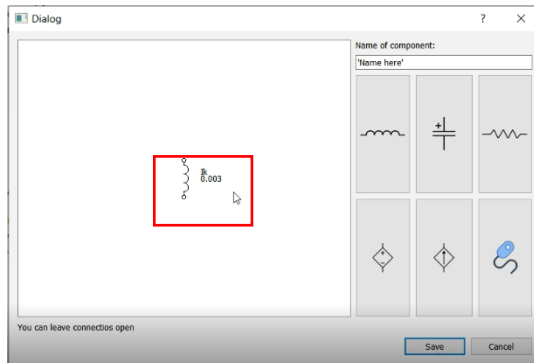 Dialog
Name of component:
'Name here'
Ik
0.003
You can leave connectios open
Save
Cancel